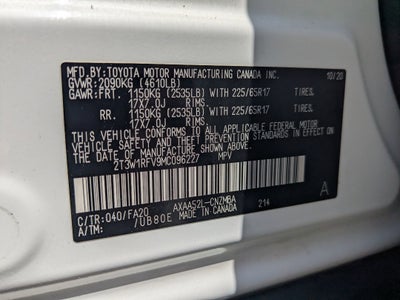 MFD.BY:TOYOTA MOTOR MANUFACTURING CANADA INC. 10/20
GVWR:2090KG (4610LB)
GAWR:FRT. 1150KG (2535LB) WITH 225/65R17 TIRES.
17X7.0J RIMS.
RR. 1150KG (2535LB) WITH 225/65R17 TIRES.
17X7.0J RIMS.
THIS VEHICLE CONFORMS TO ALL APPLICABLE FEDERAL MOTOR
VEHICLE SAFETY, BUMPER, AND THEFT PREVENTION STANDARDS IN
EFFECT ON THE DATE OF MANUFACTURE SHOWN ABOVE.
2T3W1RFV9MC096227 MPV
A
C/TR:040/FA20 AXAA52L-CNZMBA 214
A/TM: /UB80E